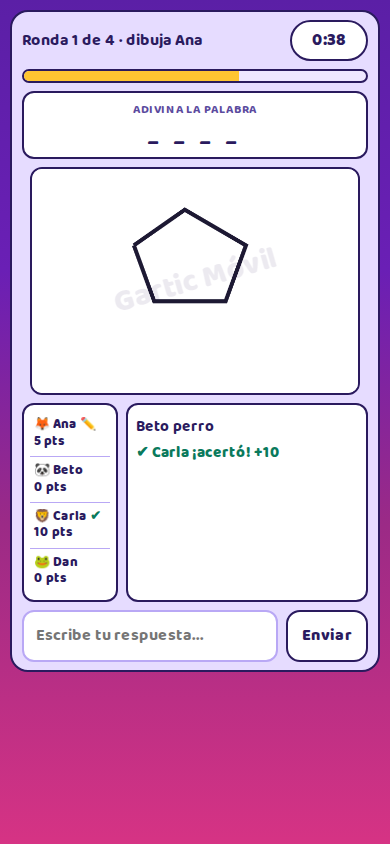 Ronda 1 de 4 · dibuja Ana
0:38
ADIVINA LA PALABRA
_ _ _ _
Gartic Móvil
🦊 Ana ✏️
5 pts
🐼 Beto
0 pts
🦁 Carla ✔
10 pts
🐸 Dan
0 pts
Beto perro
✔ Carla ¡acertó! +10
Escribe tu respuesta...
Enviar